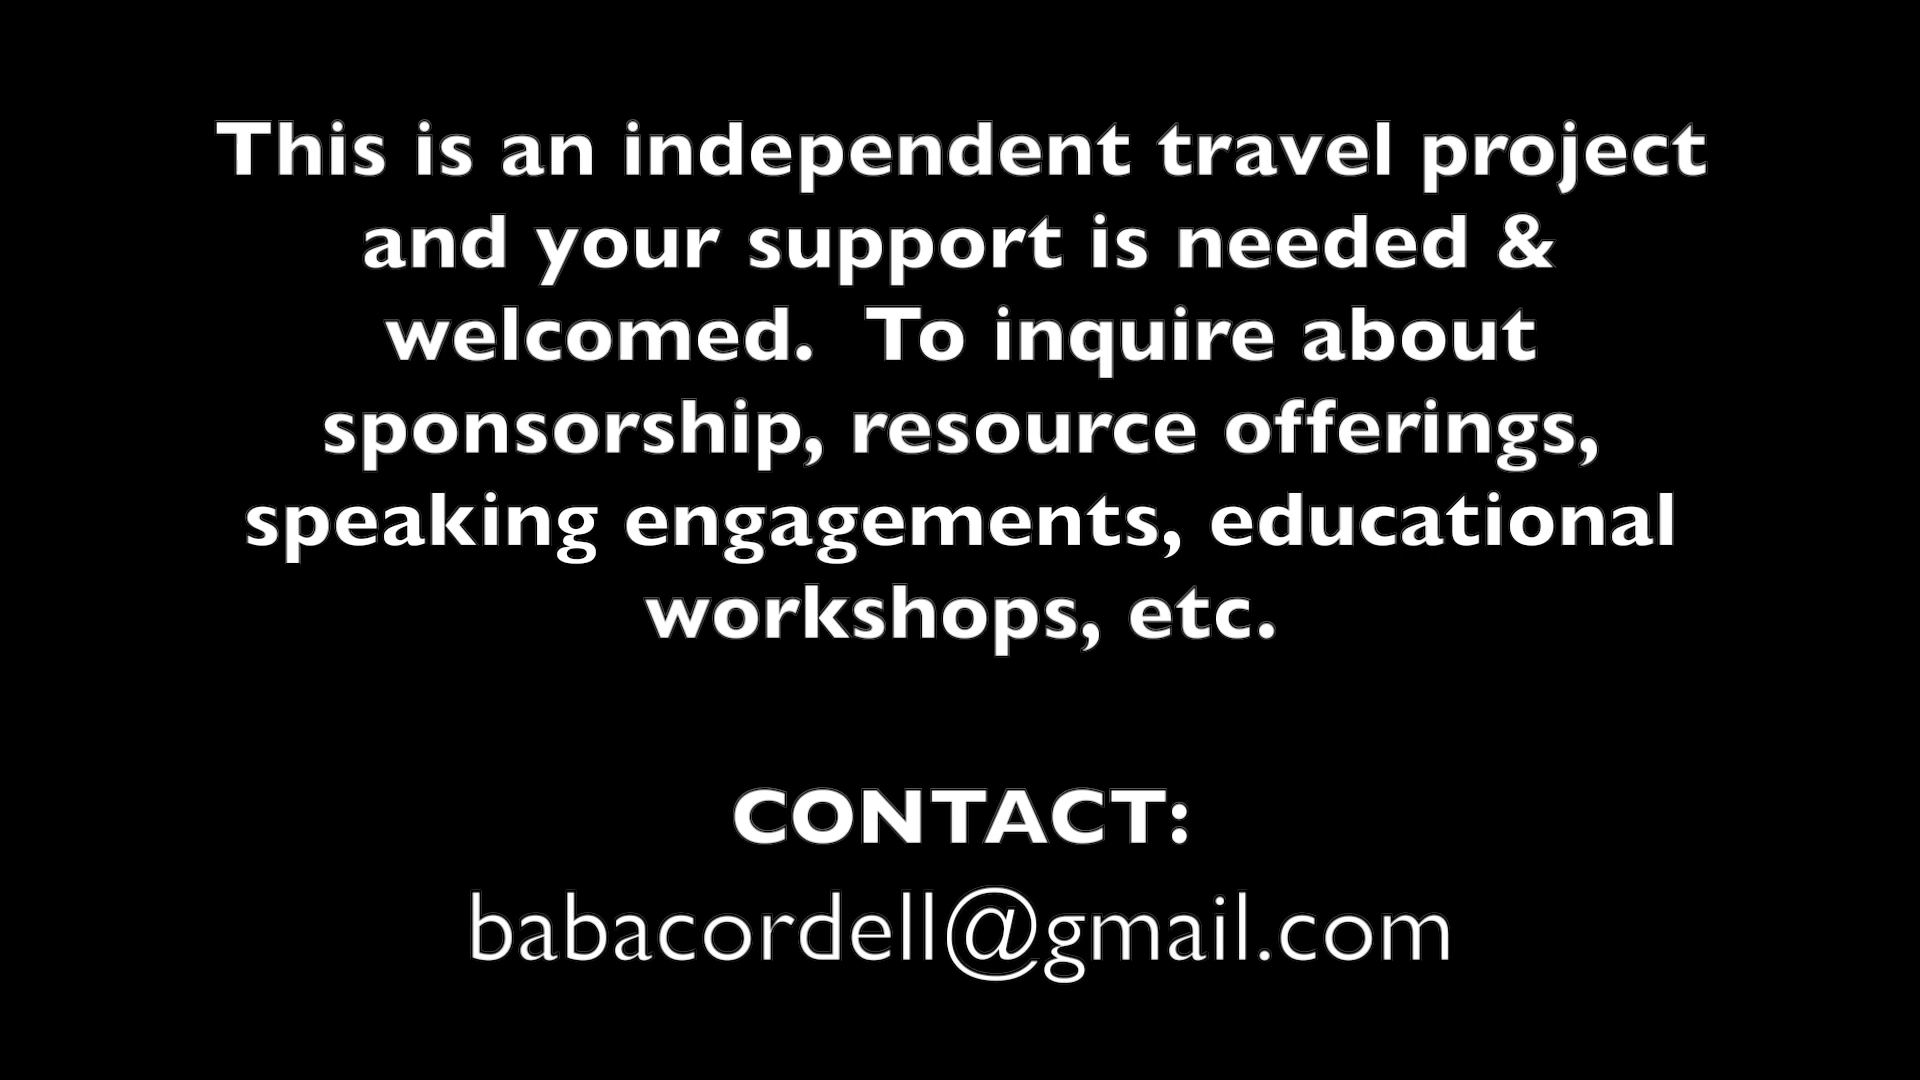 This is an independent travel project
and your support is needed &
welcomed.  To inquire about
sponsorship, resource offerings,
speaking engagements, educational
workshops, etc.
CONTACT:
babacordell@gmail.com